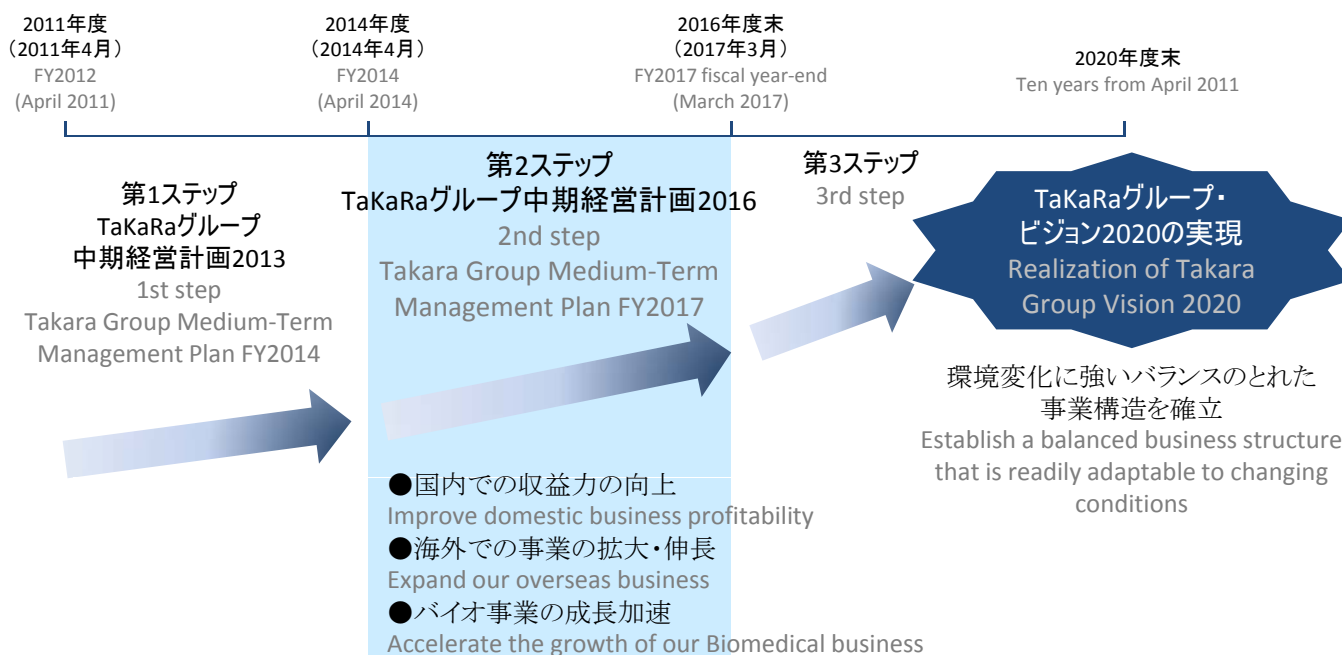 2011年度
（2011年4月）
FY2012
(April 2011)
2014年度
（2014年4月）
FY2014
(April 2014)
2016年度末
（2017年3月）
FY2017 fiscal year-end
(March 2017)
2020年度末
Ten years from April 2011
第1ステップ
TaKaRaグループ
中期経営計画2013
1st step
Takara Group Medium-Term
Management Plan FY2014
第2ステップ
TaKaRaグループ中期経営計画2016
2nd step
Takara Group Medium-Term
Management Plan FY2017
●国内での収益力の向上
Improve domestic business profitability
●海外での事業の拡大・伸長
Expand our overseas business
●バイオ事業の成長加速
Accelerate the growth of our Biomedical business
第3ステップ
3rd step
TaKaRaグループ・
ビジョン2020の実現
Realization of Takara
Group Vision 2020
環境変化に強いバランスのとれた
事業構造を確立
Establish a balanced business structure
that is readily adaptable to changing
conditions